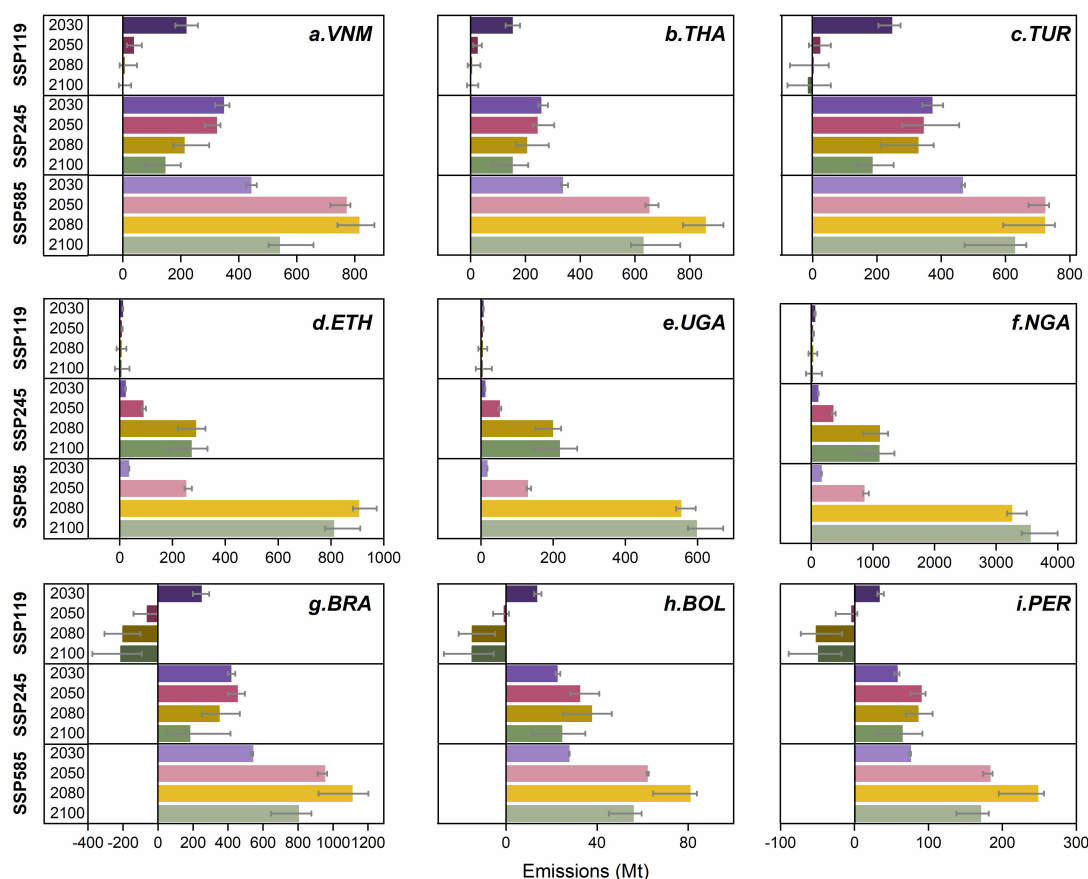 a.VNM
b.THA
c.TUR
SSP119
2030
2050
2080
2100
SSP245
2030
2050
2080
2100
SSP585
2030
2050
2080
2100
0 200 400 600 800
0 200 400 600 800
0 200 400 600 800
d.ETH
e.UGA
f.NGA
SSP119
2030
2050
2080
2100
SSP245
2030
2050
2080
2100
SSP585
2030
2050
2080
2100
0 200 400 600 800 1000
0 200 400 600
0 1000 2000 3000 4000
g.BRA
h.BOL
i.PER
SSP119
2030
2050
2080
2100
SSP245
2030
2050
2080
2100
SSP585
2030
2050
2080
2100
-400 -200 0 200 400 600 800 1000 1200
0 40 80
-100 0 100 200 300
Emissions (Mt)